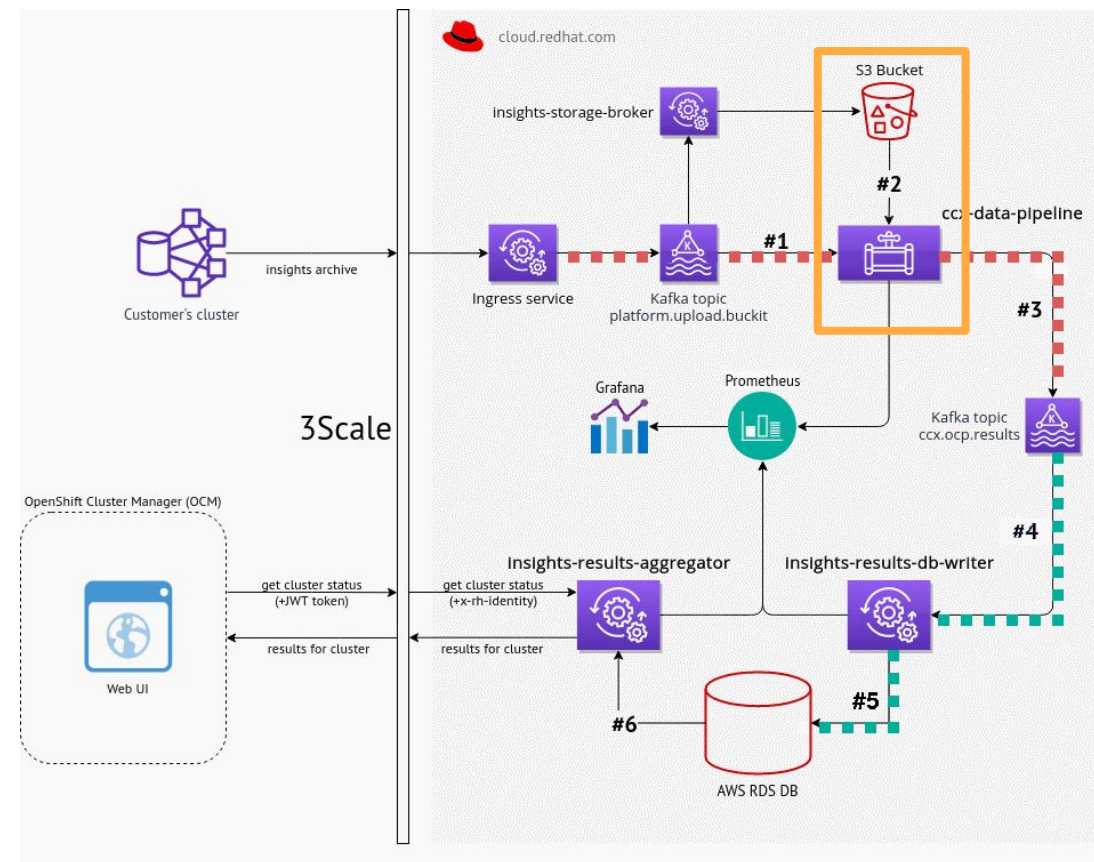 cloud.redhat.com
S3 Bucket
insights-storage-broker
#2
ccx-data-pipeline
#1
insights archive
Ingress service
Kafka topic
platform.upload.buckit
Customer's cluster
#3
Grafana
Prometheus
Kafka topic
ccx.ocp.results
3Scale
OpenShift Cluster Manager (OCM)
#4
insights-results-aggregator
insights-results-db-writer
get cluster status
(+JWT token)
get cluster status
(+x-rh-identity)
results for cluster
results for cluster
Web UI
#5
#6
AWS RDS DB